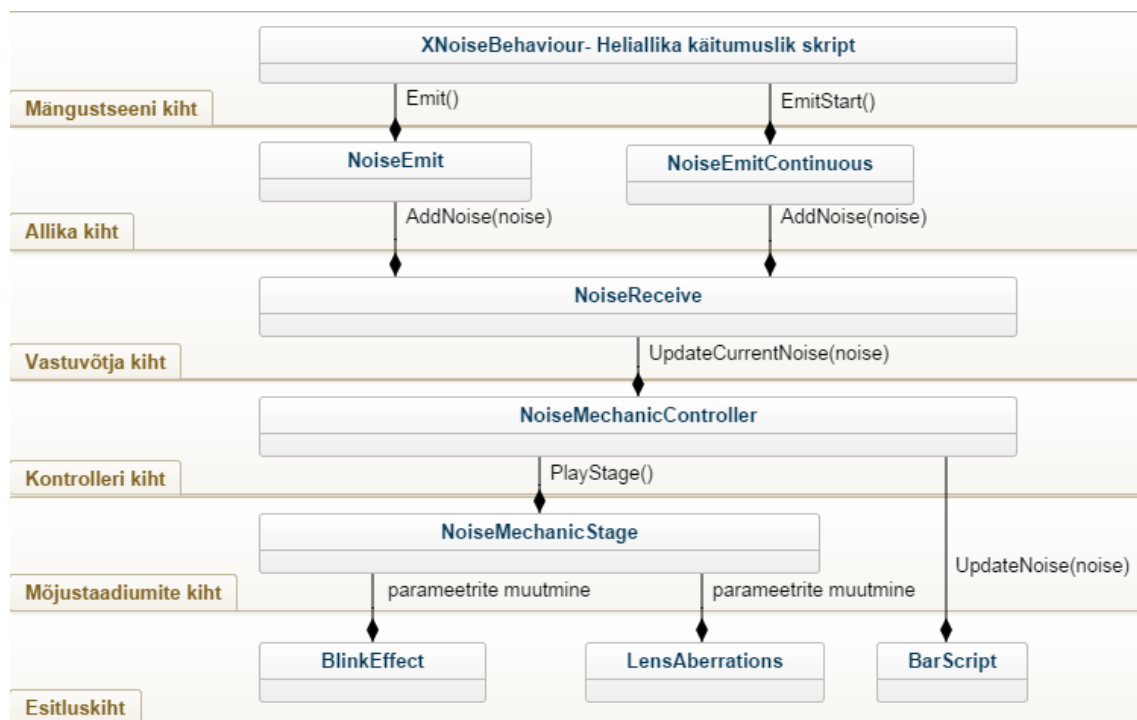 XNoiseBehaviour- Heliallika käitumuslik skript
Emit()
EmitStart()
Mängustseeni kiht
NoiseEmit
NoiseEmitContinuous
AddNoise(noise)
AddNoise(noise)
Allika kiht
NoiseReceive
UpdateCurrentNoise(noise)
Vastuvõtja kiht
NoiseMechanicController
PlayStage()
Kontrolleri kiht
NoiseMechanicStage
UpdateNoise(noise)
parameetrite muutmine
parameetrite muutmine
Mõjustaadiumite kiht
BlinkEffect
LensAberrations
BarScript
Esitluskiht